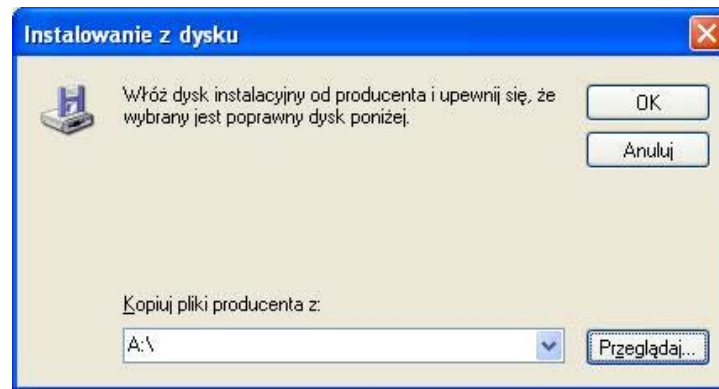 Instalowanie z dysku
Włóż dysk instalacyjny od producenta i upewnij się, że
wybrany jest poprawny dysk poniżej.
OK
Anuluj
Kopiuj pliki producenta z:
A:\
Przeglądaj...